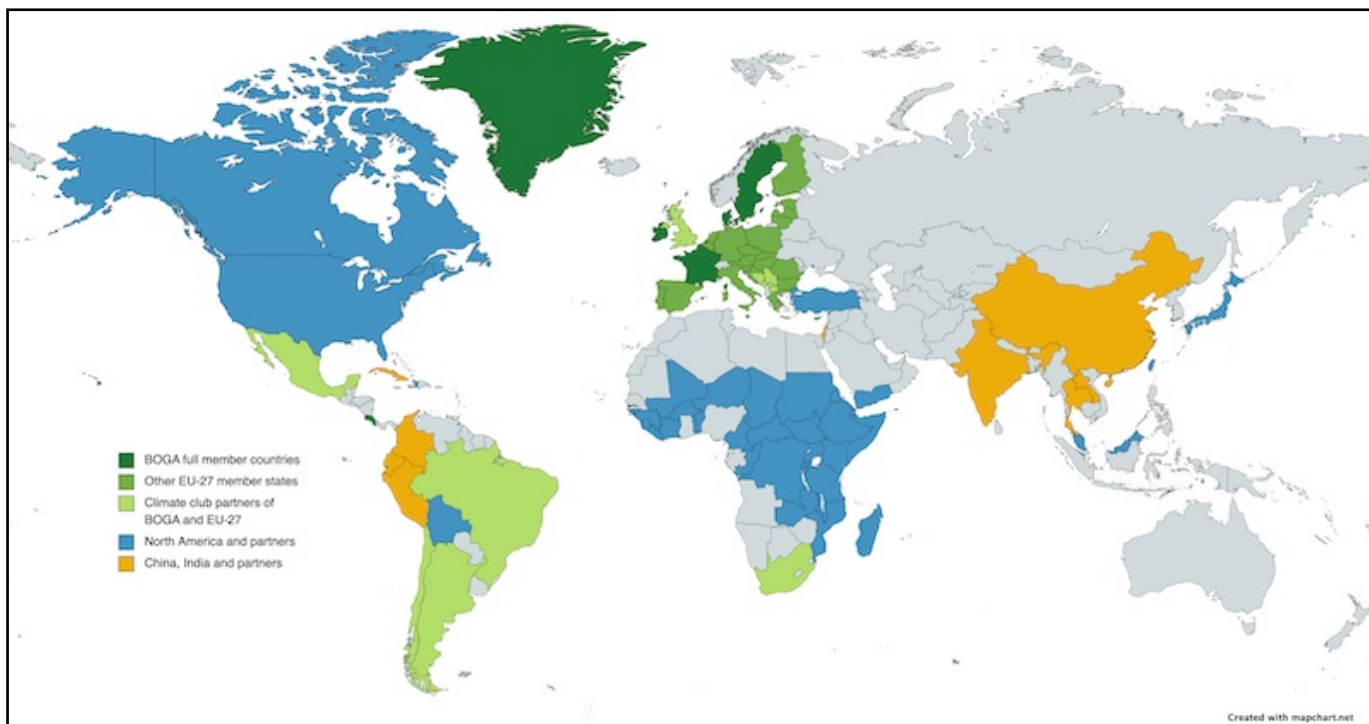 BOGA full member countries
Other EU-27 member states
Climate club partners of
BOGA and EU-27
North America and partners
China, India and partners
Created with mapchart.net